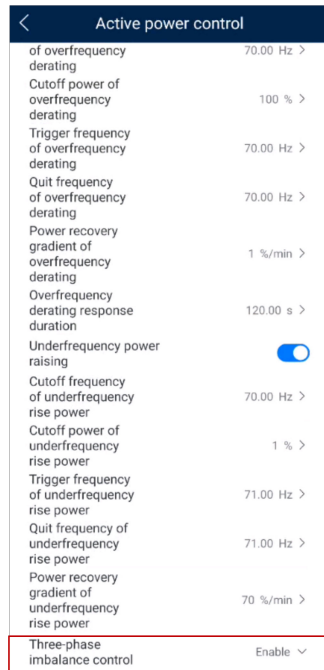 Active power control
of overfrequency
derating
70.00 Hz
Cutoff power of
overfrequency
derating
100 %
Trigger frequency
of overfrequency
derating
70.00 Hz
Quit frequency
of overfrequency
derating
70.00 Hz
Power recovery
gradient of
overfrequency
derating
1 %/min
Overfrequency
derating response
duration
120.00 s
Underfrequency power
raising
Cutoff frequency
of underfrequency
rise power
70.00 Hz
Cutoff power of
underfrequency
rise power
1 %
Trigger frequency
of underfrequency
rise power
71.00 Hz
Quit frequency of
underfrequency
rise power
71.00 Hz
Power recovery
gradient of
underfrequency
rise power
70 %/min
Three-phase
imbalance control
Enable